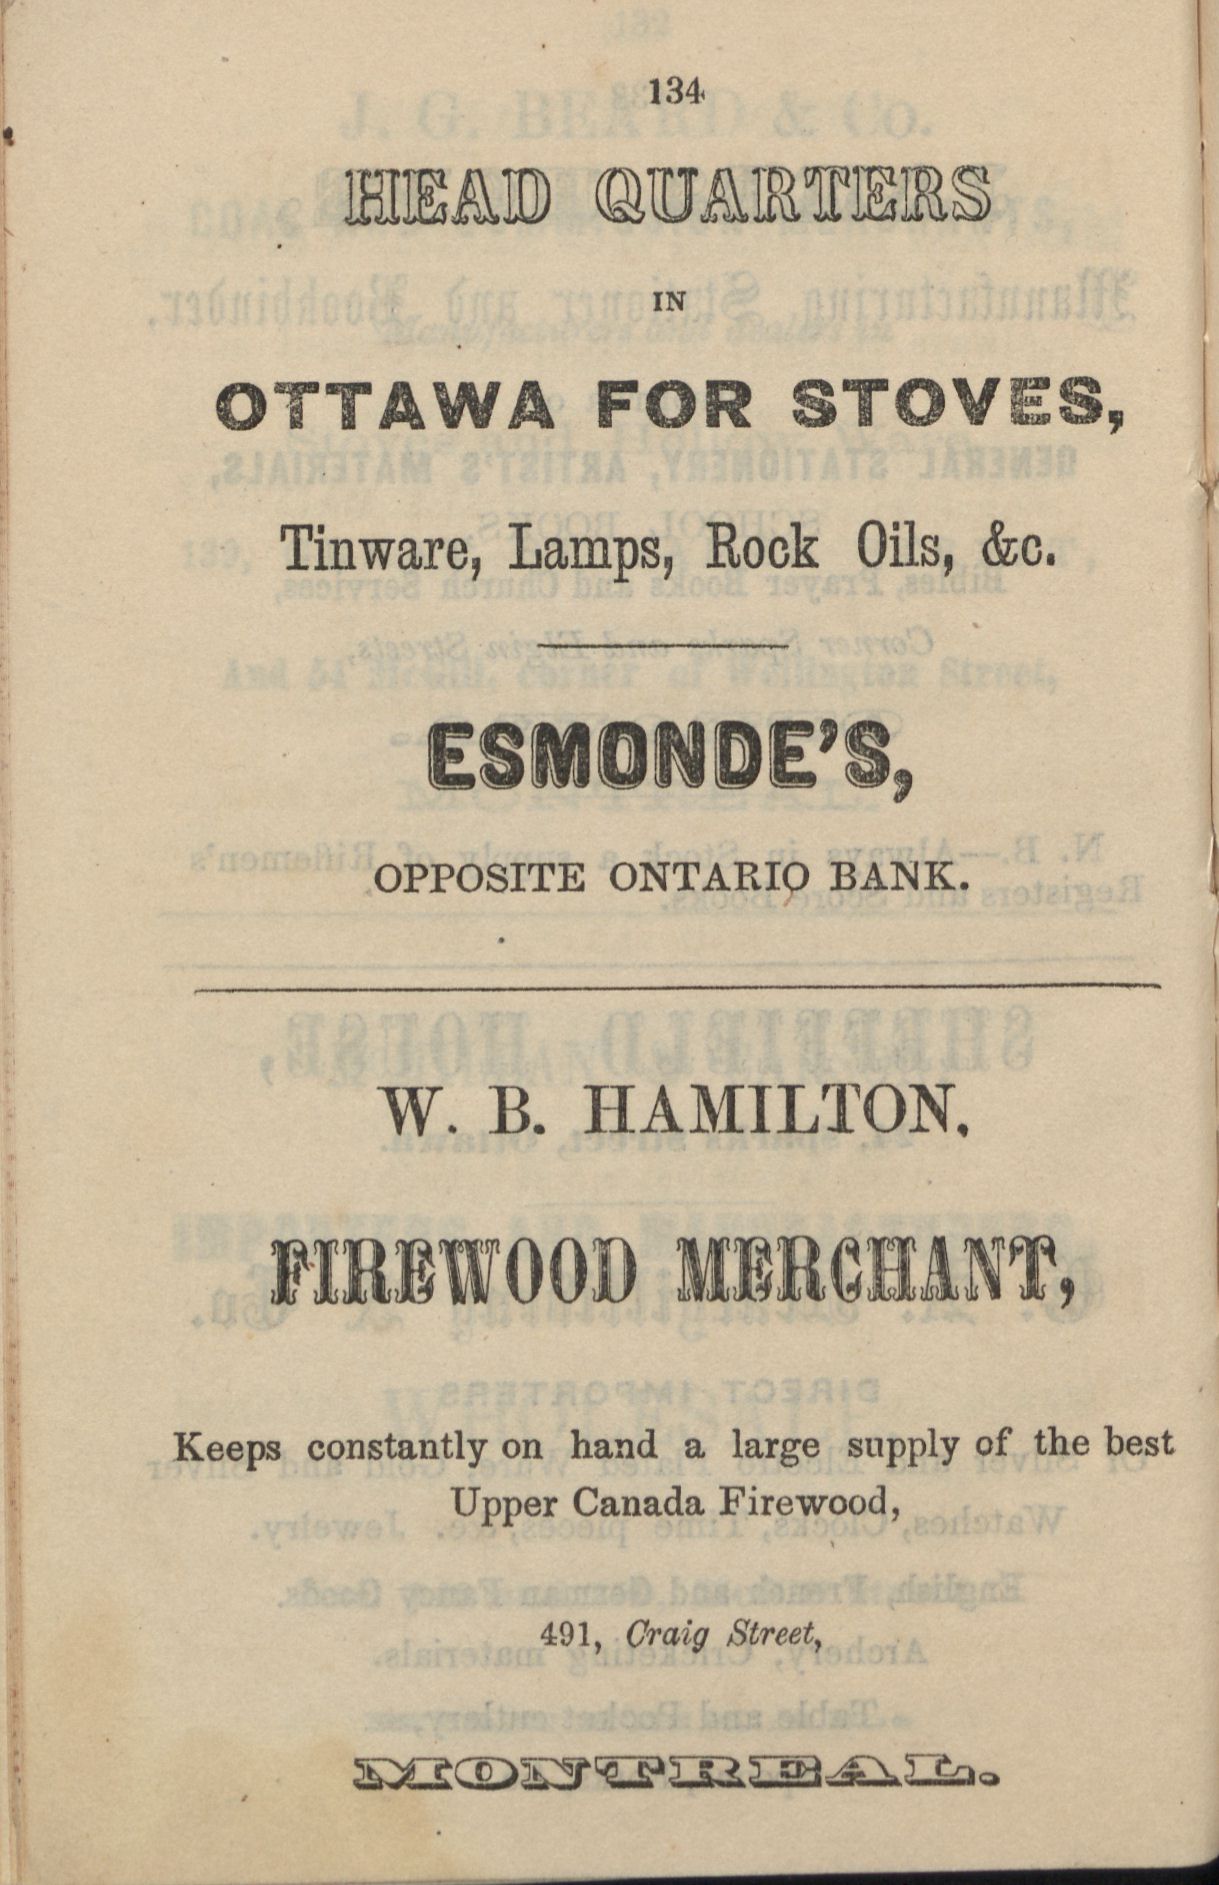 134
HEAD QUARTERS
IN
OTTAWA FOR STOVES,
Tinware, Lamps, Rock Oils, &c.
ESMONDE'S,
OPPOSITE ONTARIO BANK.
W. B. HAMILTON.
FIREWOOD MERCHANT,
Keeps constantly on hand a large supply of the best
Upper Canada Firewood,
491, Craig Street,
MONTREAL.